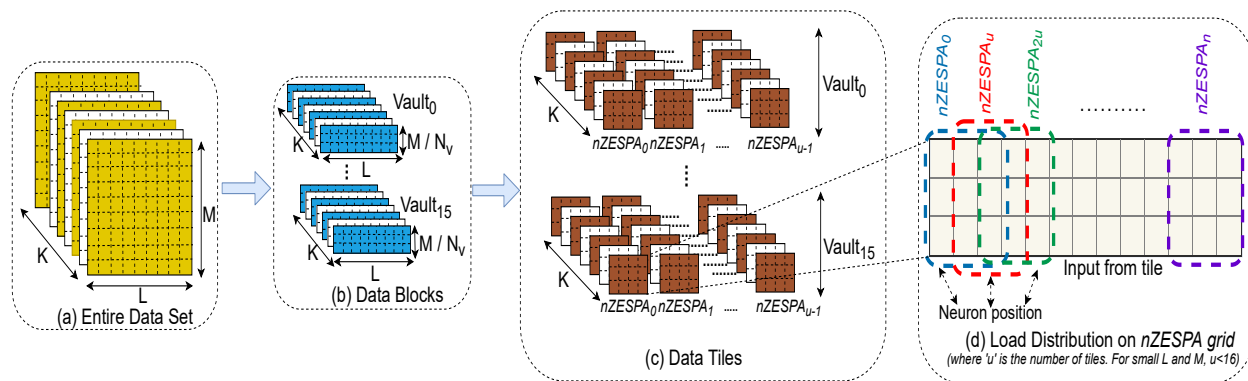 K
M
L
(a) Entire Data Set
Vault0
K
M / Nv
L
Vault15
K
M / Nv
L
(b) Data Blocks
Vault0
K
nZESPA0 nZESPA1 ..... nZESPAu-1
Vault15
K
nZESPA0 nZESPA1 ..... nZESPAu-1
(c) Data Tiles
nZESPA0
nZESPAu
nZESPA2u
nZESPAn
Input from tile
Neuron position
(d) Load Distribution on nZESPA grid
(where 'u' is the number of tiles. For small L and M, u<16)